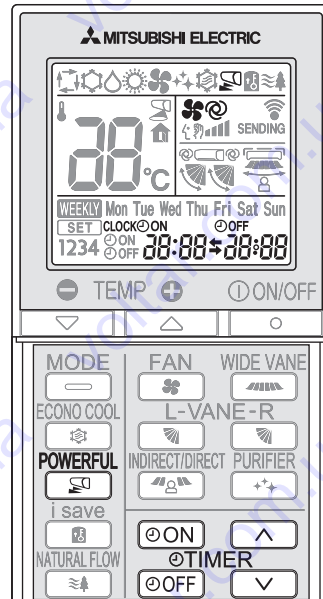 MITSUBISHI ELECTRIC
SENDING
88°C
WEEKLY Mon Tue Wed Thu Fri Sat Sun
SET CLOCK ON OFF
1234 ON OFF 28:88 28:88
TEMP ON/OFF
MODE FAN WIDE VANE
ECONO COOL L-VANE-R
POWERFUL INDIRECT/DIRECT PURIFIER
i save
ON
NATURAL FLOW TIMER
OFF